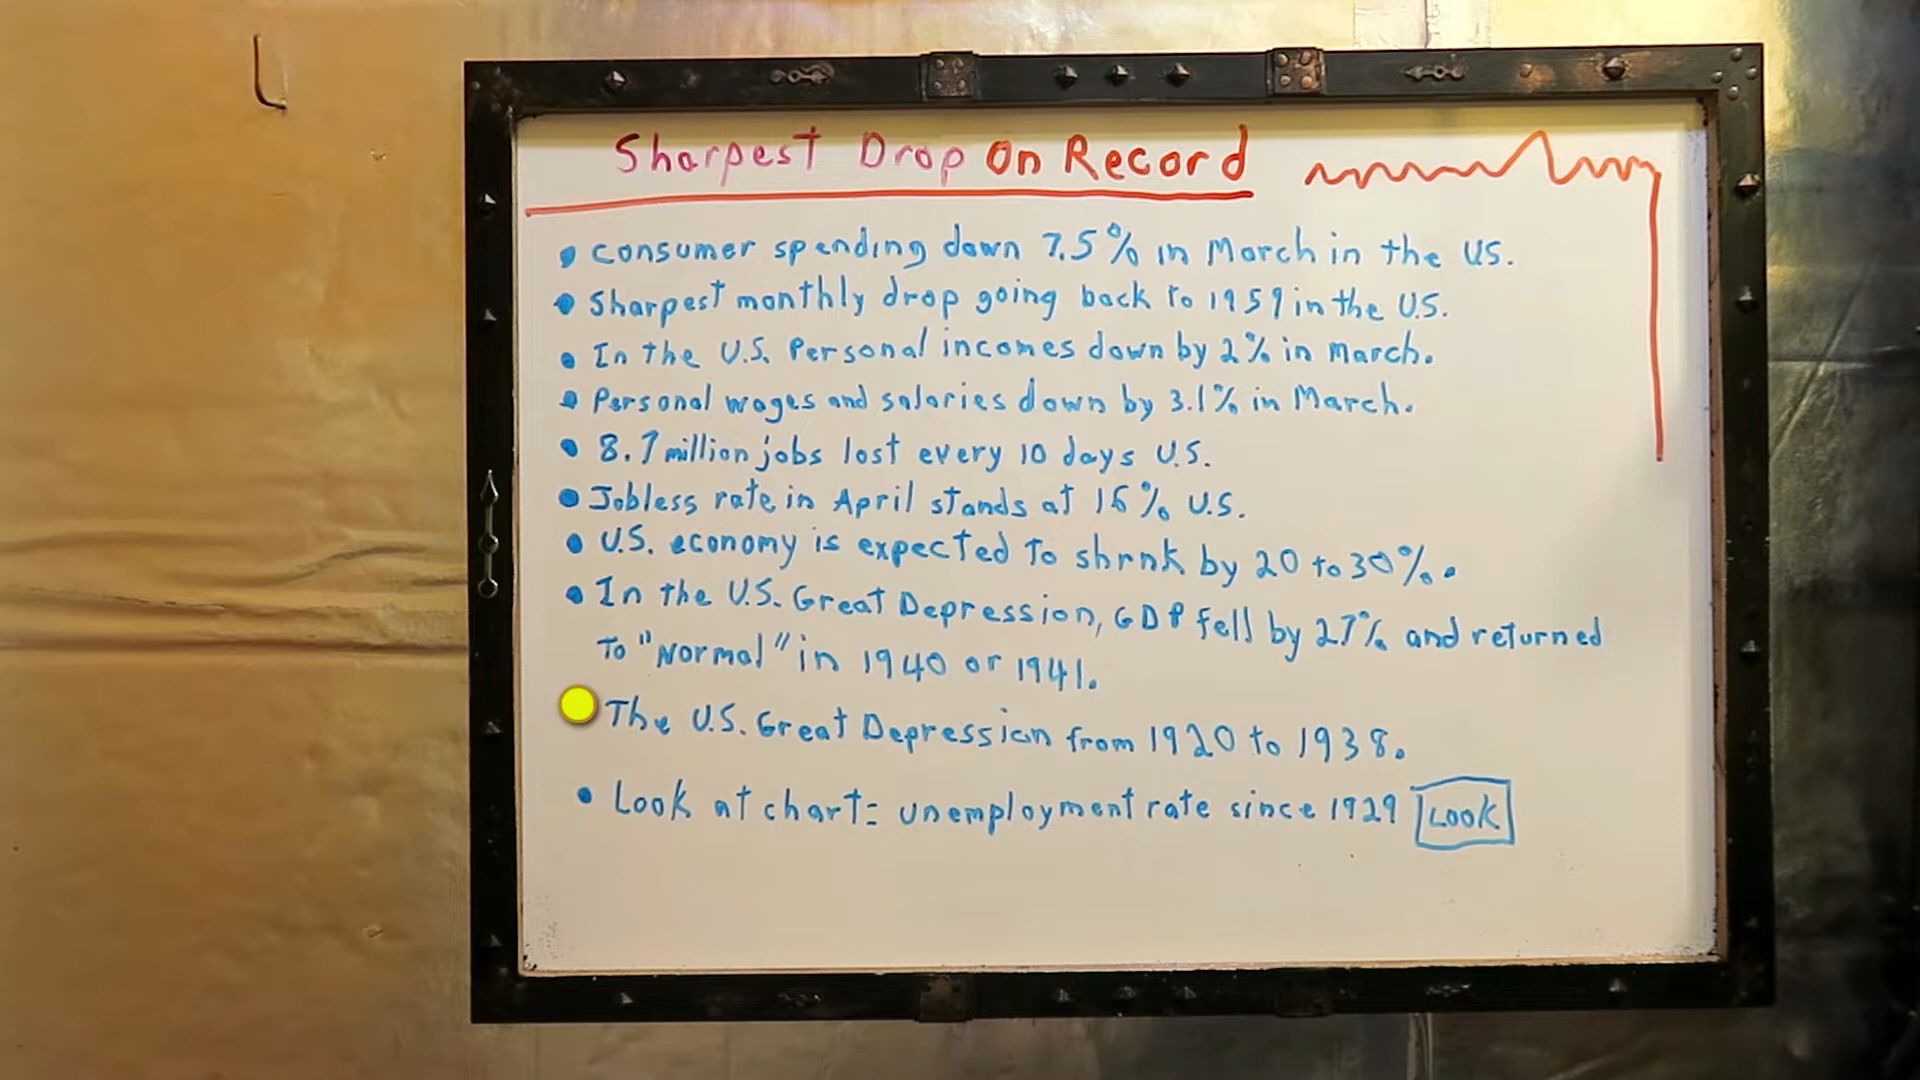 Sharpest Drop On Record
• Consumer spending down 7.5% in March in the US.
• Sharpest monthly drop going back to 1959 in the U.S.
• In the U.S. Personal incomes down by 2% in March.
• Personal wages and salaries down by 3.1% in March.
• 8.7 million jobs lost every 10 days U.S.
• Jobless rate in April stands at 16% U.S.
• U.S. economy is expected to shrnk by 20 to 30%.
• In the U.S. Great Depression, GDP fell by 27% and returned
to "Normal" in 1940 or 1941.
The U.S. Great Depression from 1920 to 1938.
• Look at chart: unemployment rate since 1929 LOOK